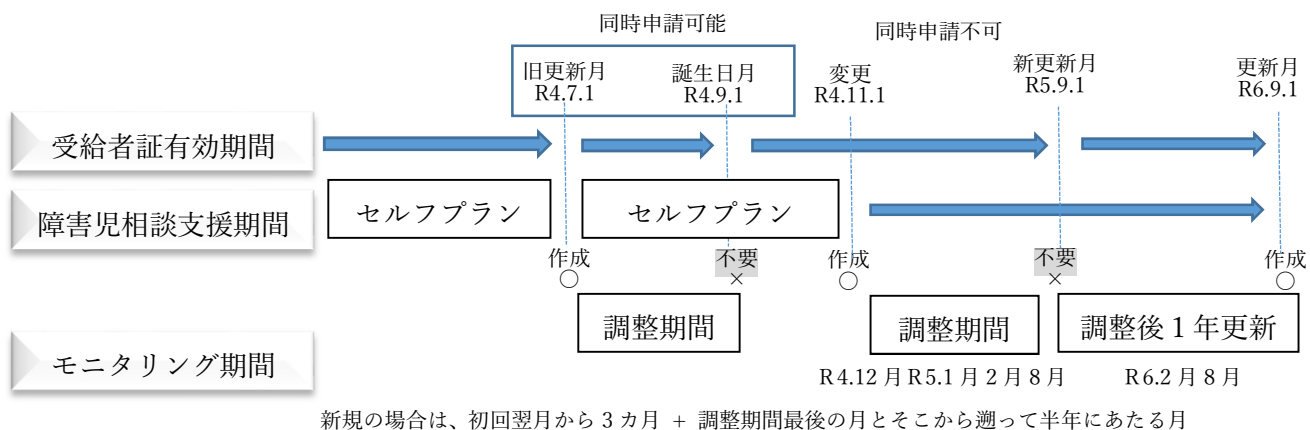 同時申請可能
同時申請不可
旧更新月
R4.7.1
誕生日月
R4.9.1
変更
R4.11.1
新更新月
R5.9.1
更新月
R6.9.1
受給者証有効期間
障害児相談支援期間
セルフプラン
セルフプラン
作成
○
不要
×
作成
○
不要
×
作成
○
モニタリング期間
調整期間
調整期間
調整後1年更新
R4.12月R5.1月2月8月
R6.2月8月
新規の場合は、初回翌月から3カ月 + 調整期間最後の月とそこから遡って半年にあたる月